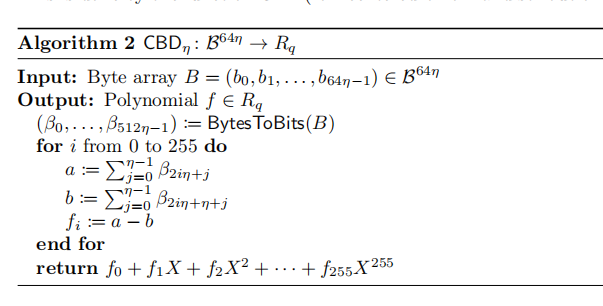 Algorithm 2 CBD_η : 𝓑^{64η} → R_q
Input: Byte array B = (b_0, b_1, . . . , b_{64η−1}) ∈ 𝓑^{64η}
Output: Polynomial f ∈ R_q
(β_0, . . . , β_{512η−1}) := BytesToBits(B)
for i from 0 to 255 do
a := ∑_{j=0}^{η−1} β_{2iη+j}
b := ∑_{j=0}^{η−1} β_{2iη+η+j}
f_i := a − b
end for
return f_0 + f_1X + f_2X^2 + · · · + f_{255}X^{255}